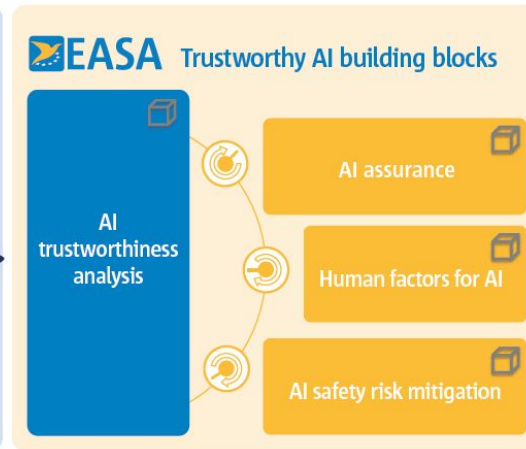 EASA Trustworthy AI building blocks
AI
trustworthiness
analysis
AI assurance
Human factors for AI
AI safety risk mitigation